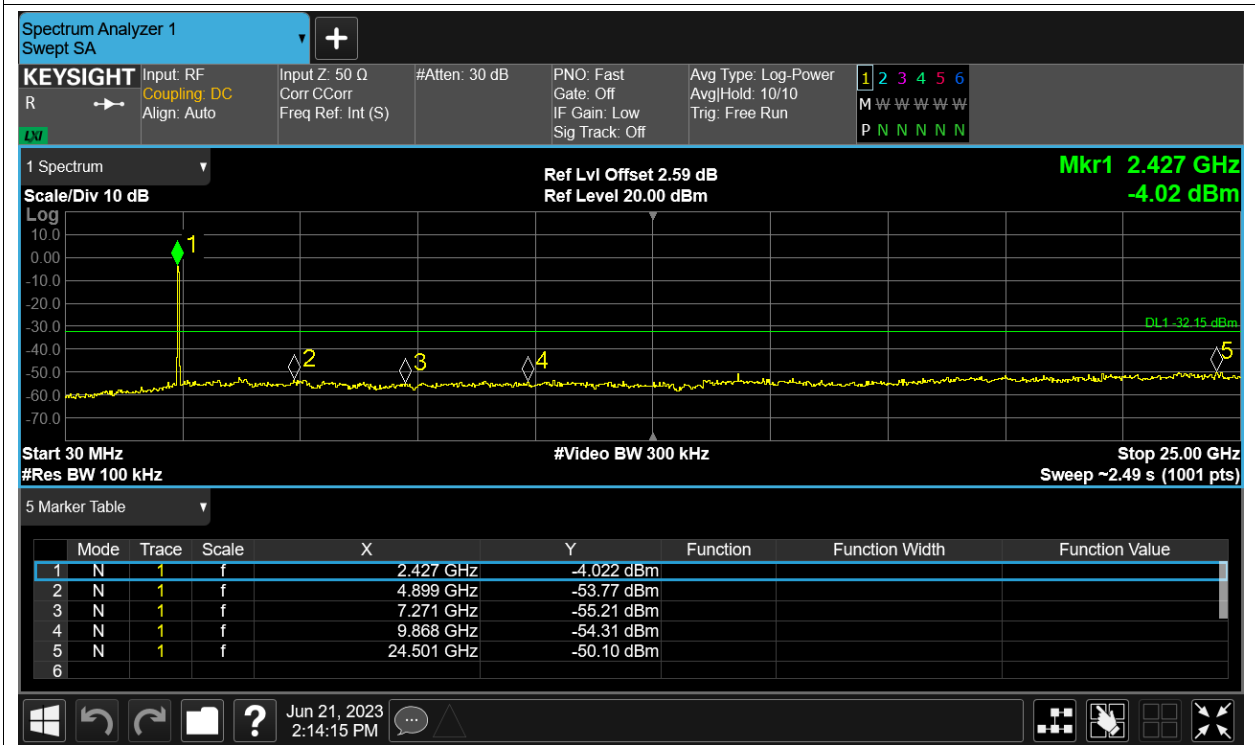 Spectrum Analyzer 1
Swept SA
KEYSIGHT
R
LXI
Input: RF
Coupling: DC
Align: Auto
Input Z: 50 Ω
Corr CCorr
Freq Ref: Int (S)
#Atten: 30 dB
PNO: Fast
Gate: Off
IF Gain: Low
Sig Track: Off
Avg Type: Log-Power
Avg|Hold: 10/10
Trig: Free Run
1 2 3 4 5 6
M W W W W W
P N N N N N
1 Spectrum
Scale/Div 10 dB
Ref Lvl Offset 2.59 dB
Ref Level 20.00 dBm
Mkr1 2.427 GHz
-4.02 dBm
Log
10.0
0.00
-10.0
-20.0
-30.0
-40.0
-50.0
-60.0
-70.0
1
2
3
4
5
DL1 -32.15 dBm
Start 30 MHz
#Video BW 300 kHz
Stop 25.00 GHz
#Res BW 100 kHz
Sweep ~2.49 s (1001 pts)
5 Marker Table
Mode Trace Scale X Y Function Function Width Function Value
1 N 1 f 2.427 GHz -4.022 dBm
2 N 1 f 4.899 GHz -53.77 dBm
3 N 1 f 7.271 GHz -55.21 dBm
4 N 1 f 9.868 GHz -54.31 dBm
5 N 1 f 24.501 GHz -50.10 dBm
6
?
Jun 21, 2023
2:14:15 PM